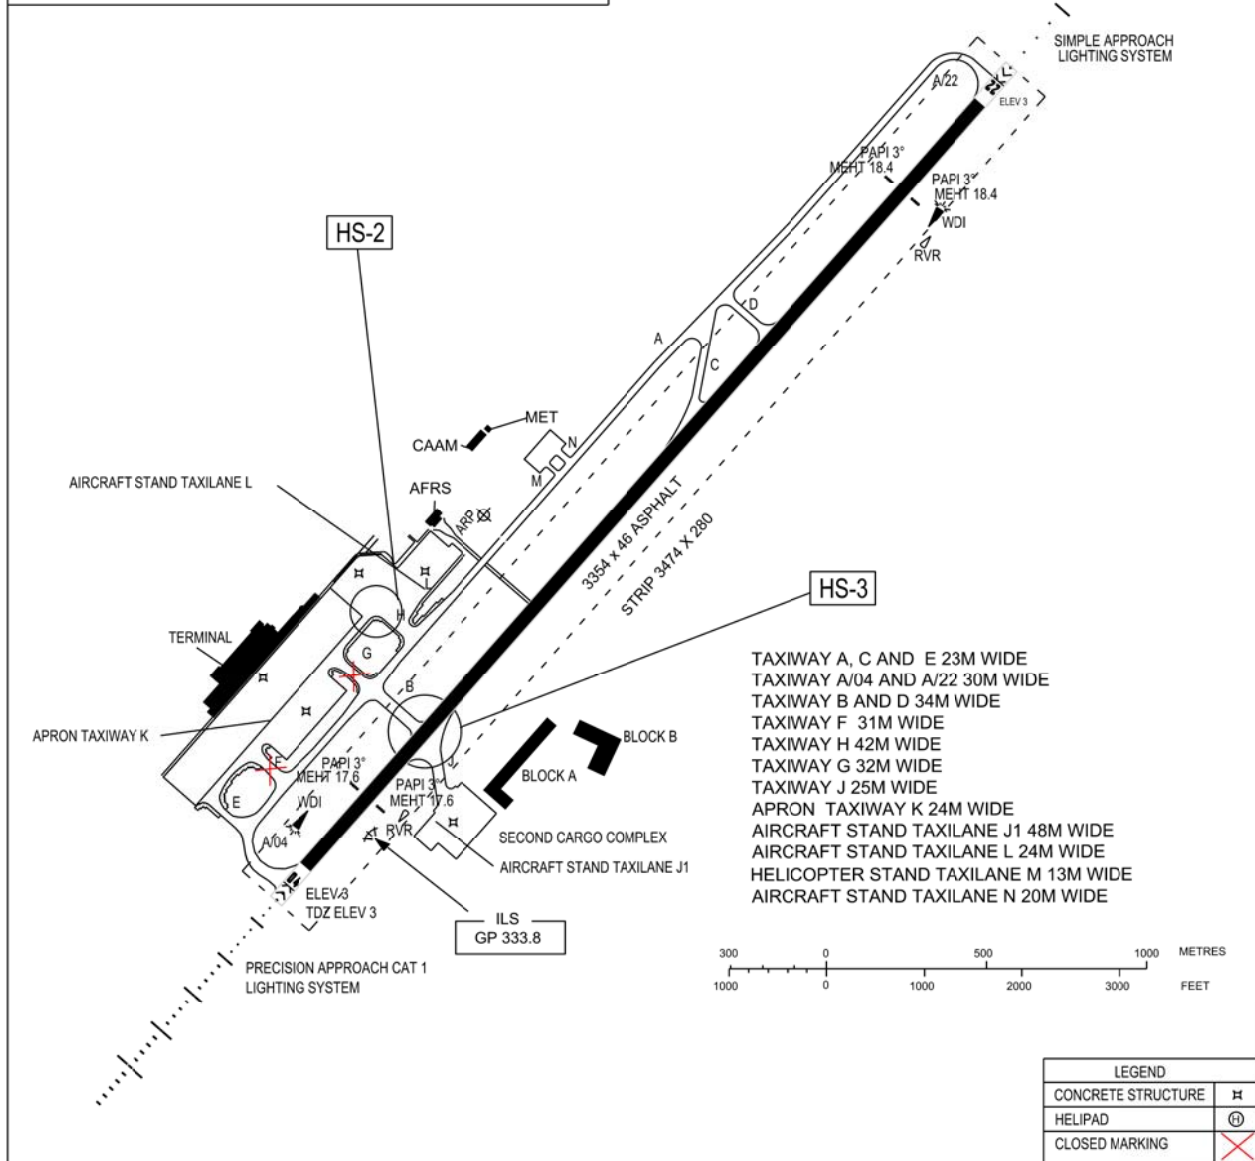 SIMPLE APPROACH
LIGHTING SYSTEM
A/22
22
ELEV 3
PAPI 3°
MEHT 18.4
PAPI 3°
MEHT 18.4
WDI
RVR
HS-2
D
A
C
MET
CAAM
N
M
AIRCRAFT STAND TAXILANE L
AFRS
ARP
3354 x 46 ASPHALT
STRIP 3474 X 280
L
HS-3
H
TERMINAL
G
TAXIWAY A, C AND E 23M WIDE
TAXIWAY A/04 AND A/22 30M WIDE
TAXIWAY B AND D 34M WIDE
TAXIWAY F 31M WIDE
TAXIWAY H 42M WIDE
TAXIWAY G 32M WIDE
TAXIWAY J 25M WIDE
APRON TAXIWAY K 24M WIDE
AIRCRAFT STAND TAXILANE J1 48M WIDE
AIRCRAFT STAND TAXILANE L 24M WIDE
HELICOPTER STAND TAXILANE M 13M WIDE
AIRCRAFT STAND TAXILANE N 20M WIDE
B
APRON TAXIWAY K
BLOCK B
F
J
BLOCK A
PAPI 3°
MEHT 17.6
PAPI 3°
MEHT 17.6
E
WDI
RVR
A/04
SECOND CARGO COMPLEX
AIRCRAFT STAND TAXILANE J1
04
ELEV 3
TDZ ELEV 3
ILS
GP 333.8
PRECISION APPROACH CAT 1
LIGHTING SYSTEM
300 0 500 1000 METRES
1000 0 1000 2000 3000 FEET
LEGEND
CONCRETE STRUCTURE
HELIPAD
H
CLOSED MARKING